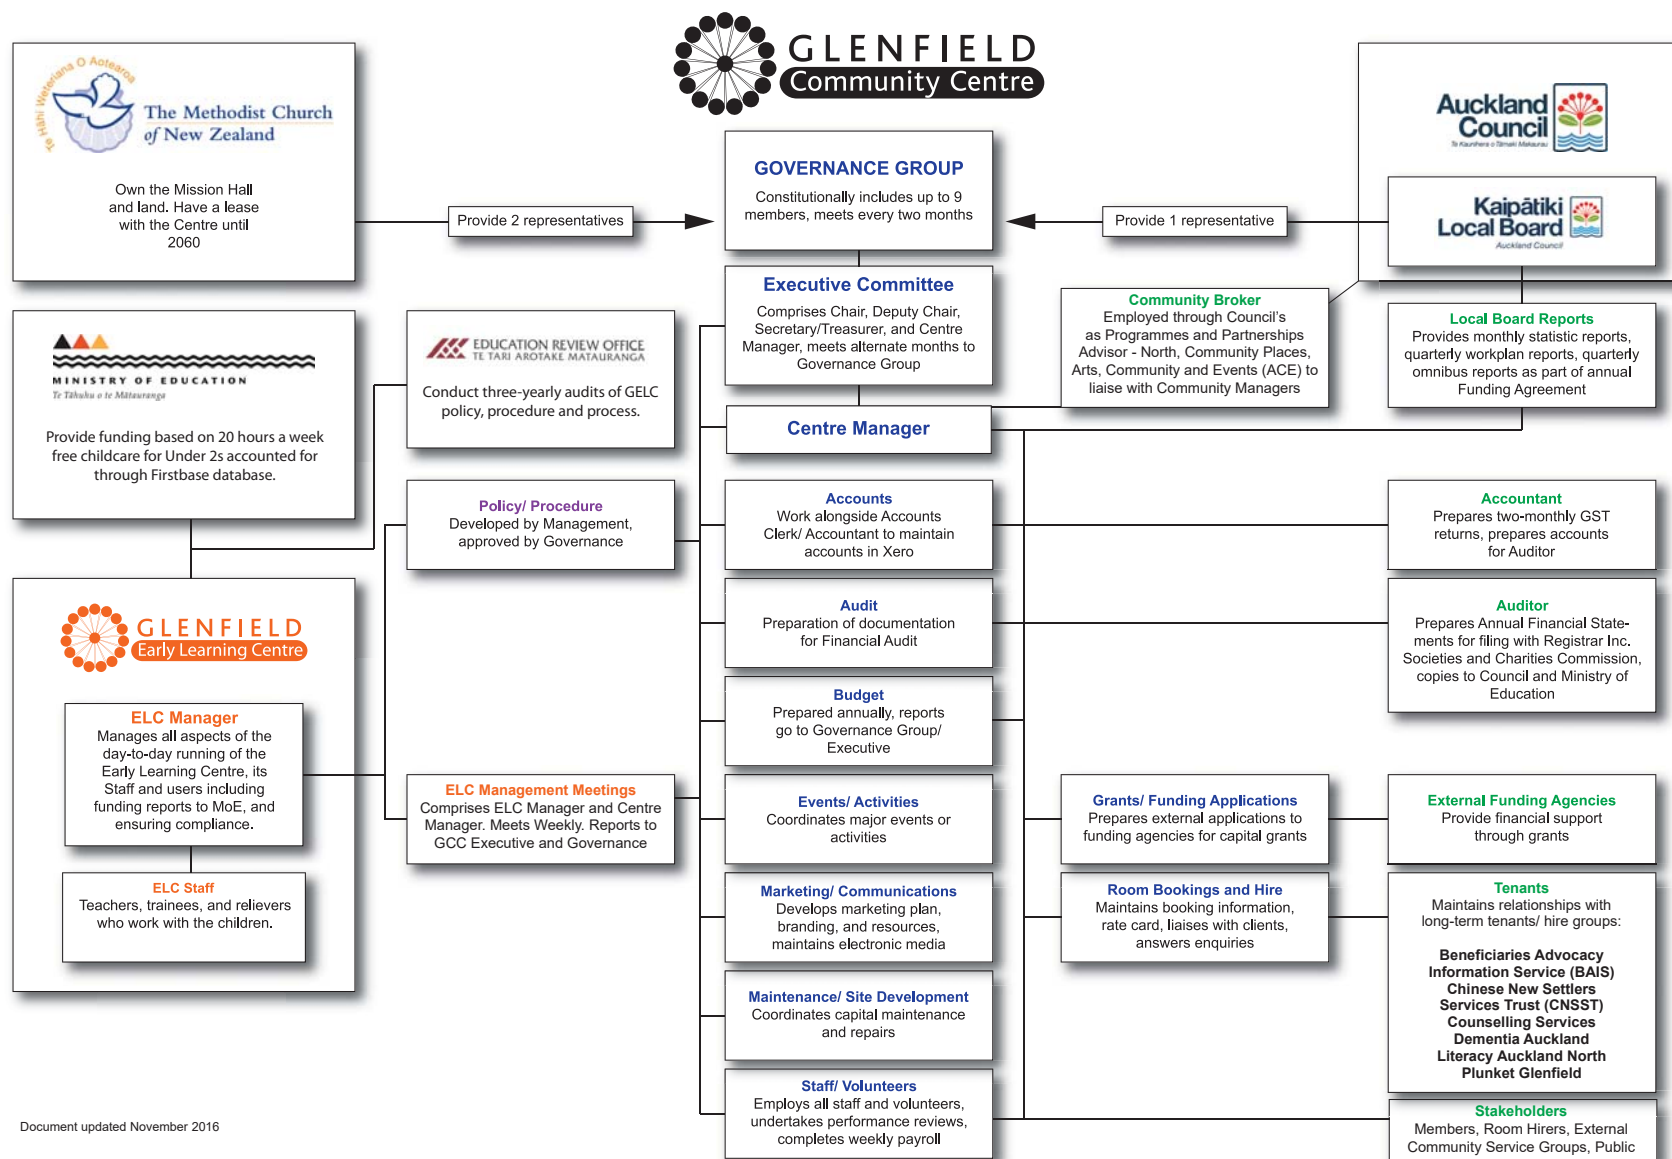 GLENFIELD
Community Centre
Te Hāhi Weteriana O Aotearoa
The Methodist Church
of New Zealand
Own the Mission Hall
and land. Have a lease
with the Centre until
2060
Provide 2 representatives
GOVERNANCE GROUP
Constitutionally includes up to 9
members, meets every two months
Provide 1 representative
Auckland
Council
Te Kaunihera o Tāmaki Makaurau
Kaipātiki
Local Board
Auckland Council
Executive Committee
Comprises Chair, Deputy Chair,
Secretary/Treasurer, and Centre
Manager, meets alternate months to
Governance Group
Centre Manager
Community Broker
Employed through Council's
as Programmes and Partnerships
Advisor - North, Community Places,
Arts, Community and Events (ACE) to
liaise with Community Managers
Local Board Reports
Provides monthly statistic reports,
quarterly workplan reports, quarterly
omnibus reports as part of annual
Funding Agreement
MINISTRY OF EDUCATION
Te Tāhuhu o te Mātauranga
Provide funding based on 20 hours a week
free childcare for Under 2s accounted for
through Firstbase database.
EDUCATION REVIEW OFFICE
TE TARI AROTAKE MATAURANGA
Conduct three-yearly audits of GELC
policy, procedure and process.
Policy/ Procedure
Developed by Management,
approved by Governance
Accounts
Work alongside Accounts
Clerk/ Accountant to maintain
accounts in Xero
Accountant
Prepares two-monthly GST
returns, prepares accounts
for Auditor
GLENFIELD
Early Learning Centre
ELC Manager
Manages all aspects of the
day-to-day running of the
Early Learning Centre, its
Staff and users including
funding reports to MoE, and
ensuring compliance.
ELC Staff
Teachers, trainees, and relievers
who work with the children.
ELC Management Meetings
Comprises ELC Manager and Centre
Manager. Meets Weekly. Reports to
GCC Executive and Governance
Audit
Preparation of documentation
for Financial Audit
Auditor
Prepares Annual Financial State-
ments for filing with Registrar Inc.
Societies and Charities Commission,
copies to Council and Ministry of
Education
Budget
Prepared annually, reports
go to Governance Group/
Executive
Events/ Activities
Coordinates major events or
activities
Grants/ Funding Applications
Prepares external applications to
funding agencies for capital grants
External Funding Agencies
Provide financial support
through grants
Marketing/ Communications
Develops marketing plan,
branding, and resources,
maintains electronic media
Room Bookings and Hire
Maintains booking information,
rate card, liaises with clients,
answers enquiries
Tenants
Maintains relationships with
long-term tenants/ hire groups:
Beneficiaries Advocacy
Information Service (BAIS)
Chinese New Settlers
Services Trust (CNSST)
Counselling Services
Dementia Auckland
Literacy Auckland North
Plunket Glenfield
Maintenance/ Site Development
Coordinates capital maintenance
and repairs
Staff/ Volunteers
Employs all staff and volunteers,
undertakes performance reviews,
completes weekly payroll
Stakeholders
Members, Room Hirers, External
Community Service Groups, Public
Document updated November 2016